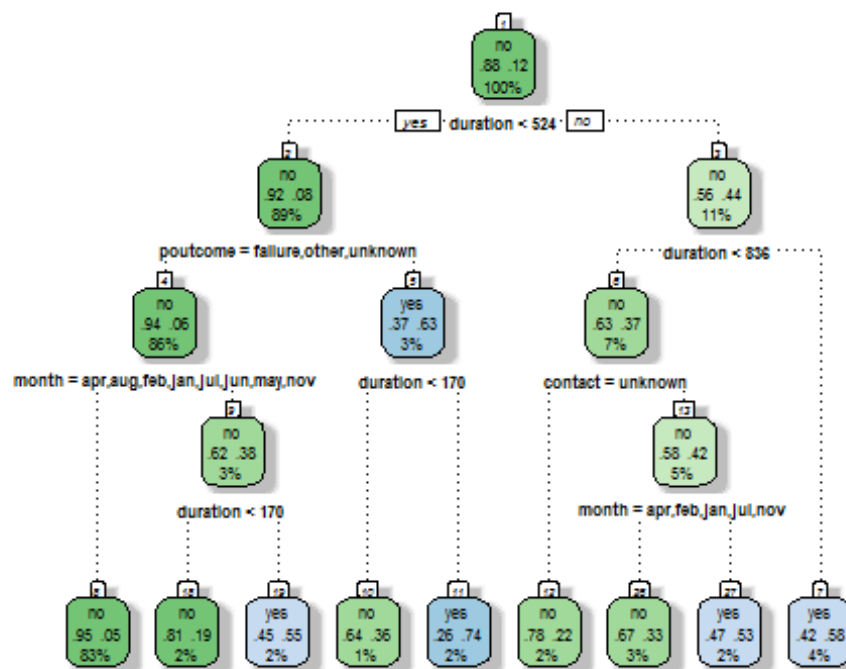 1
no
.88 .12
100%
yes duration < 524 no
2 3
no no
.92 .08 .56 .44
89% 11%
poutcome = failure,other,unknown duration < 836
4 5 6
no yes no
.94 .06 .37 .63 .63 .37
86% 3% 7%
month = apr,aug,feb,jan,jul,jun,may,nov duration < 170 contact = unknown
9 13
no no
.62 .38 .58 .42
3% 5%
duration < 170 month = apr,feb,jan,jul,nov
8 18 19 10 11 12 26 27 7
no no yes no yes no no yes yes
.95 .05 .81 .19 .45 .55 .64 .36 .26 .74 .78 .22 .67 .33 .47 .53 .42 .58
83% 2% 2% 1% 2% 2% 3% 2% 4%